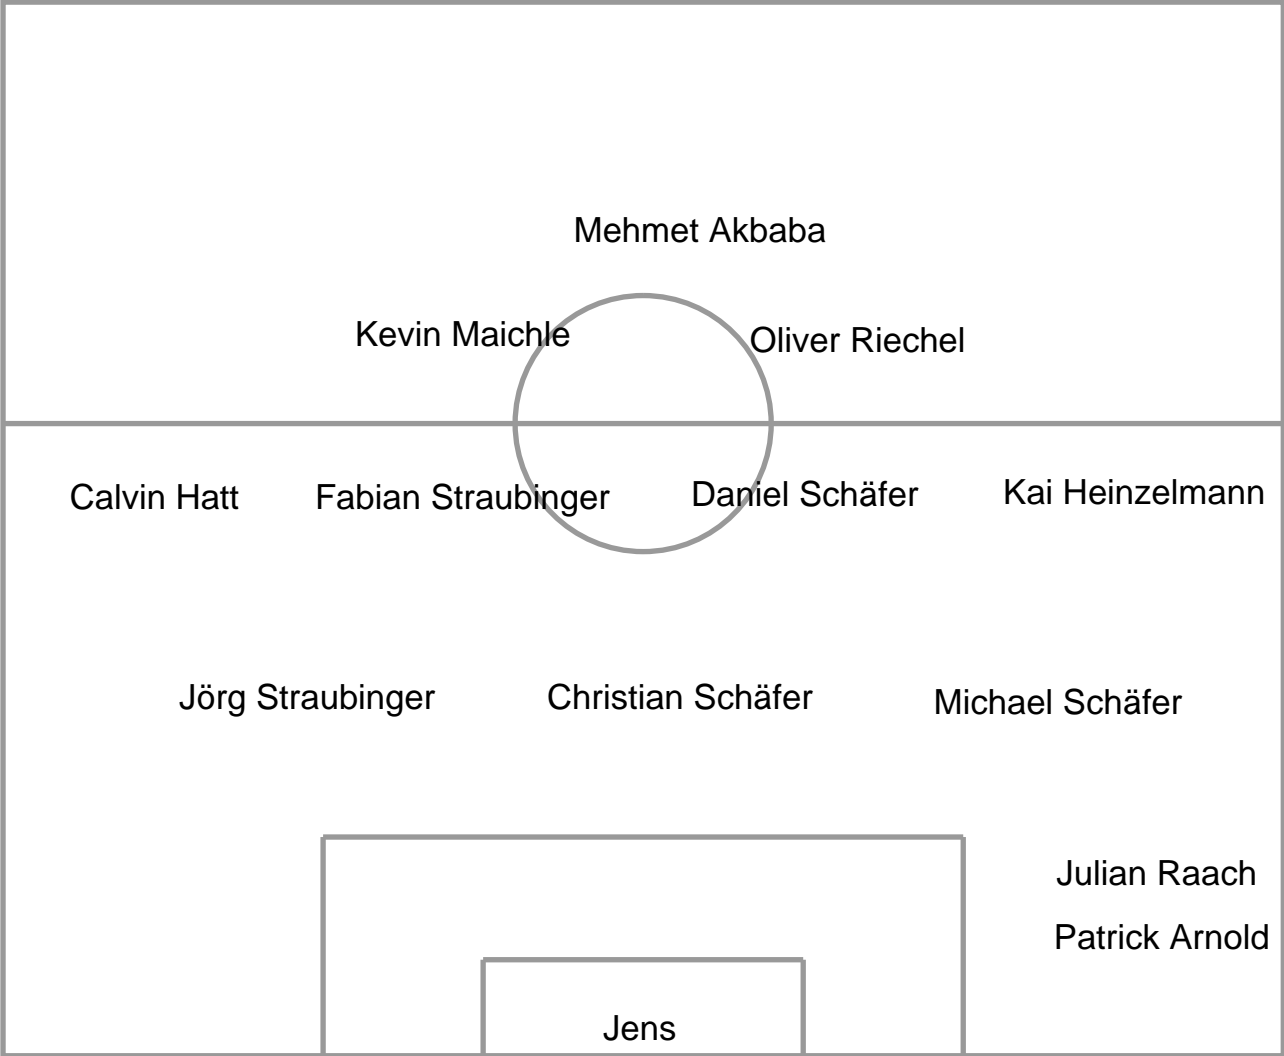 Mehmet Akbaba
Kevin Maichle
Oliver Riechel
Calvin Hatt
Fabian Straubinger
Daniel Schäfer
Kai Heinzelmann
Jörg Straubinger
Christian Schäfer
Michael Schäfer
Julian Raach
Patrick Arnold
Jens